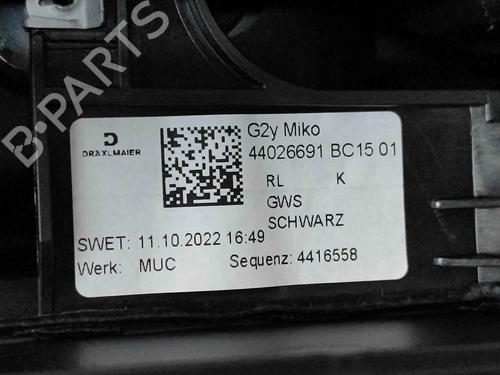 B-Parts
DRÄXLMAIER
G2y Miko
44026691 BC15 01
RL K
GWS
SCHWARZ
SWET: 11.10.2022 16:49
Werk: MUC Sequenz: 4416558